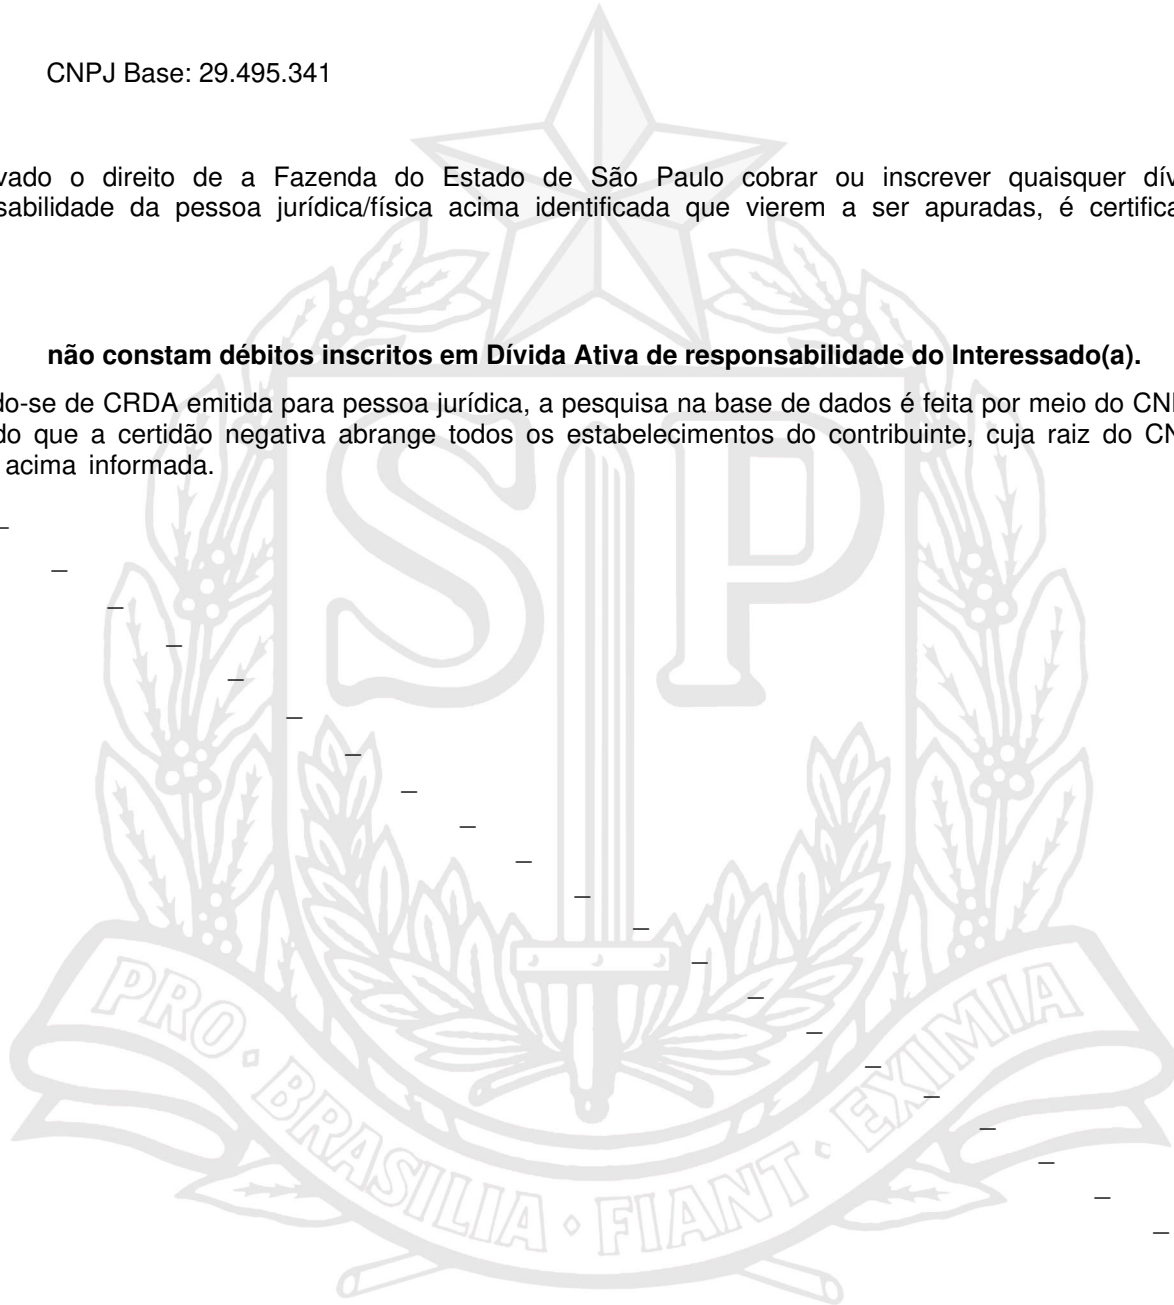 CNPJ Base: 29.495.341
vado o direito de a Fazenda do Estado de São Paulo cobrar ou inscrever quaisquer dív
sabilidade da pessoa jurídica/física acima identificada que vierem a ser apuradas, é certifica
não constam débitos inscritos em Dívida Ativa de responsabilidade do Interessado(a).
do-se de CRDA emitida para pessoa jurídica, a pesquisa na base de dados é feita por meio do CN
do que a certidão negativa abrange todos os estabelecimentos do contribuinte, cuja raiz do CN
acima informada.
SP
PRO · BRASILIA · FIANT · EXIMIA